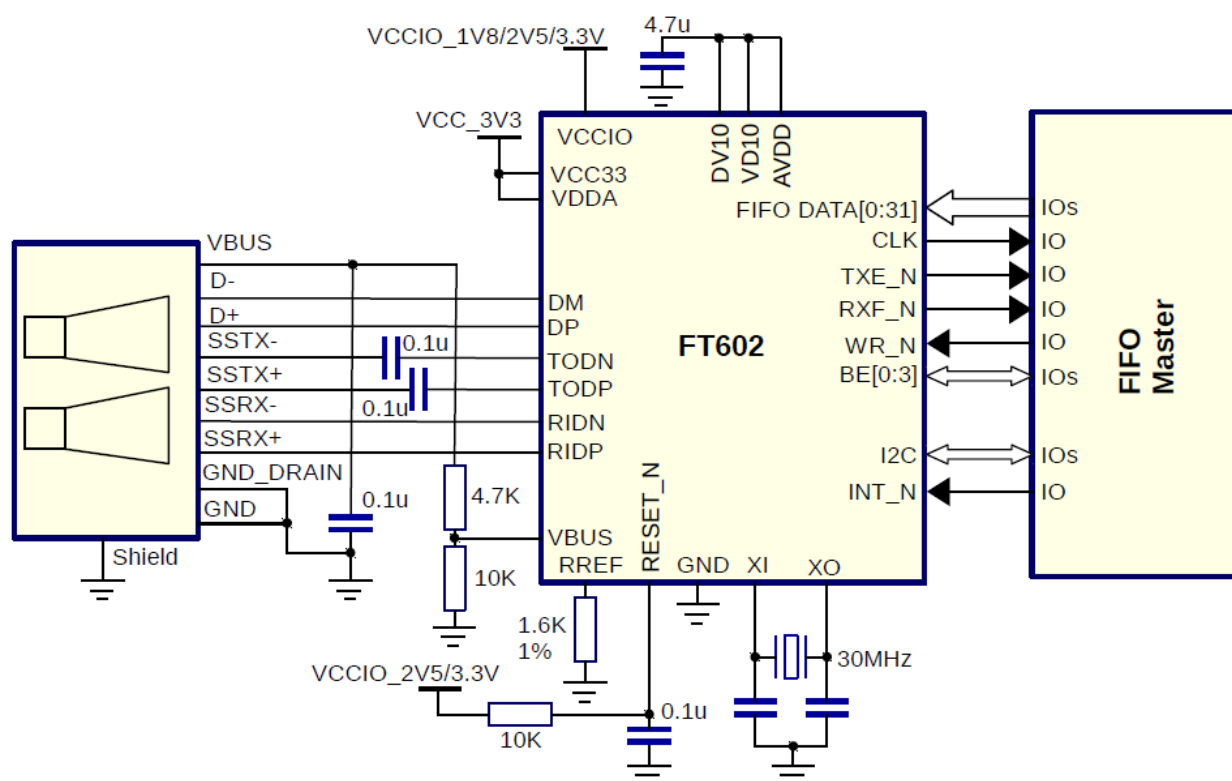 4.7u
VCCIO_1V8/2V5/3.3V
VCC_3V3
VCCIO
DV10
VD10
AVDD
VCC33
VDDA
FIFO DATA[0:31]
IOs
CLK
IO
TXE_N
IO
RXF_N
IO
WR_N
IO
BE[0:3]
IOs
I2C
IOs
INT_N
IO
FT602
FIFO
Master
VBUS
D-
D+
SSTX-
SSTX+
SSRX-
SSRX+
GND_DRAIN
GND
Shield
DM
DP
0.1u
TODN
TODP
0.1u
RIDN
RIDP
0.1u
4.7K
VBUS
10K
RREF
RESET_N
GND
XI
XO
1.6K
1%
30MHz
VCCIO_2V5/3.3V
10K
0.1u